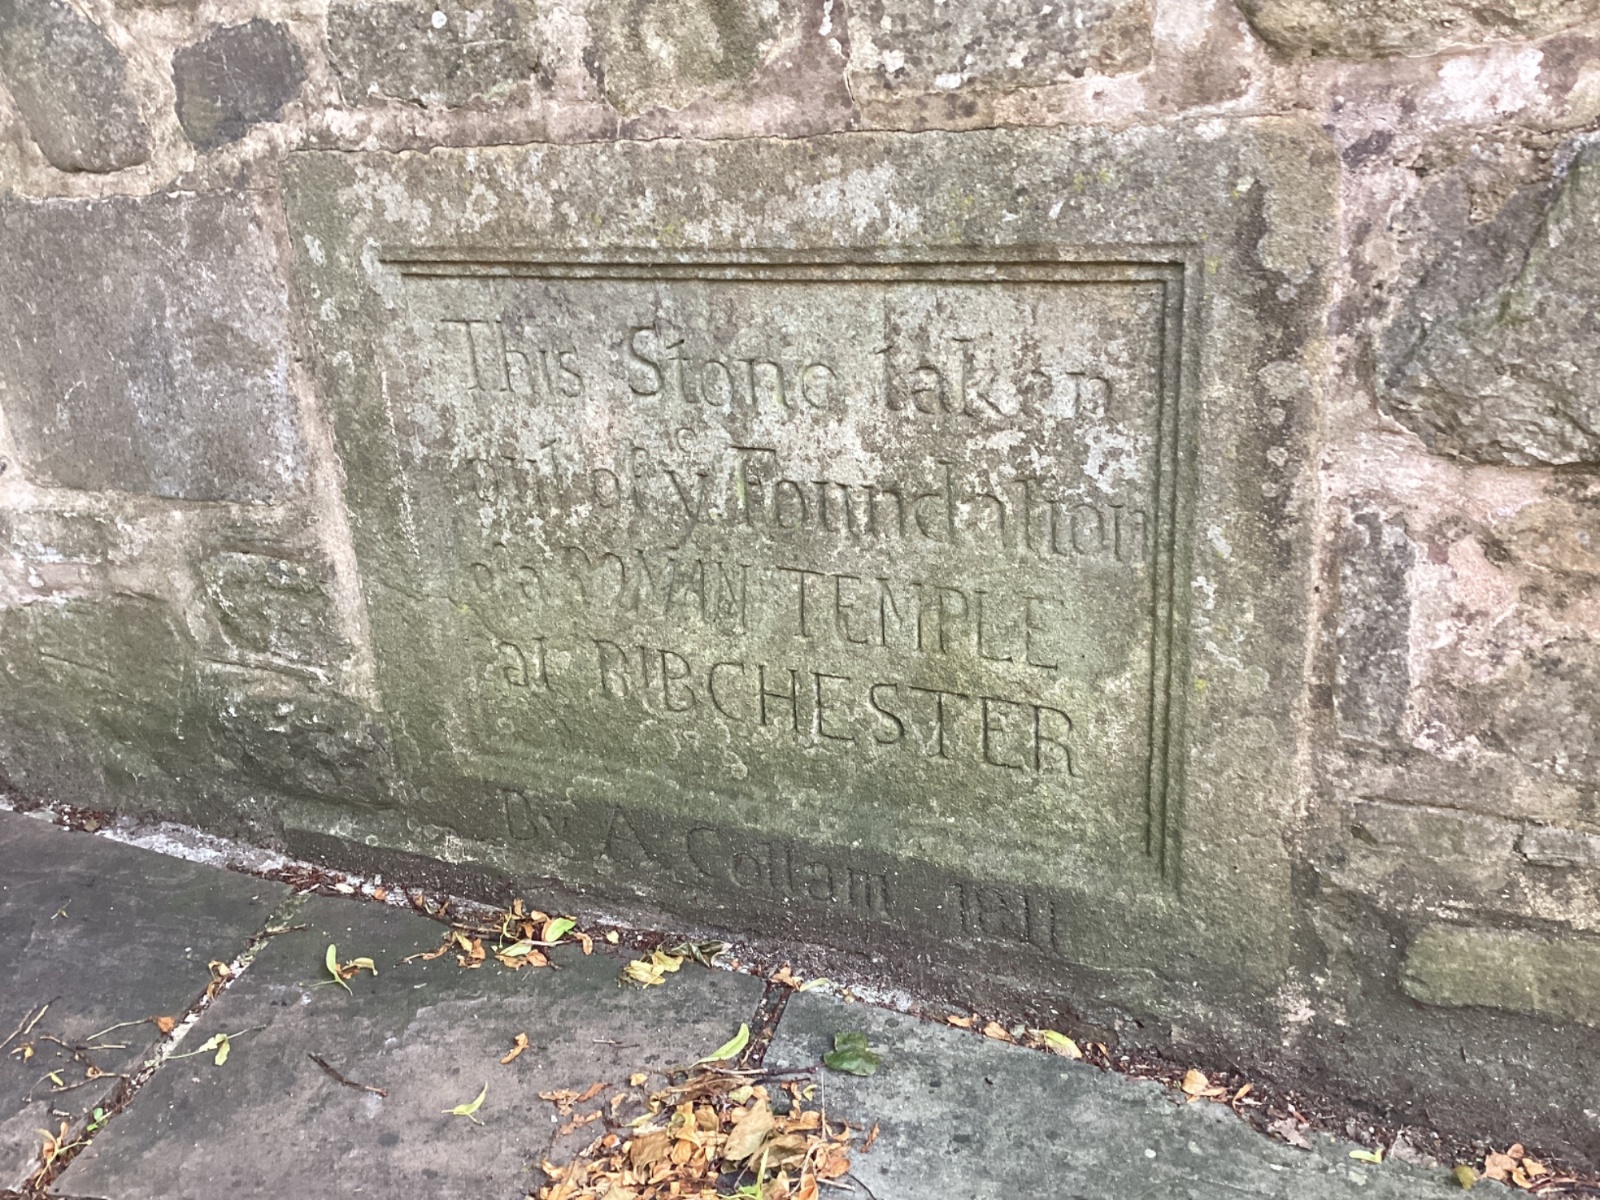 This Stone taken
out of yᵉ Foundation
of a ROMAN TEMPLE
at RIBCHESTER
By A Collam 1811